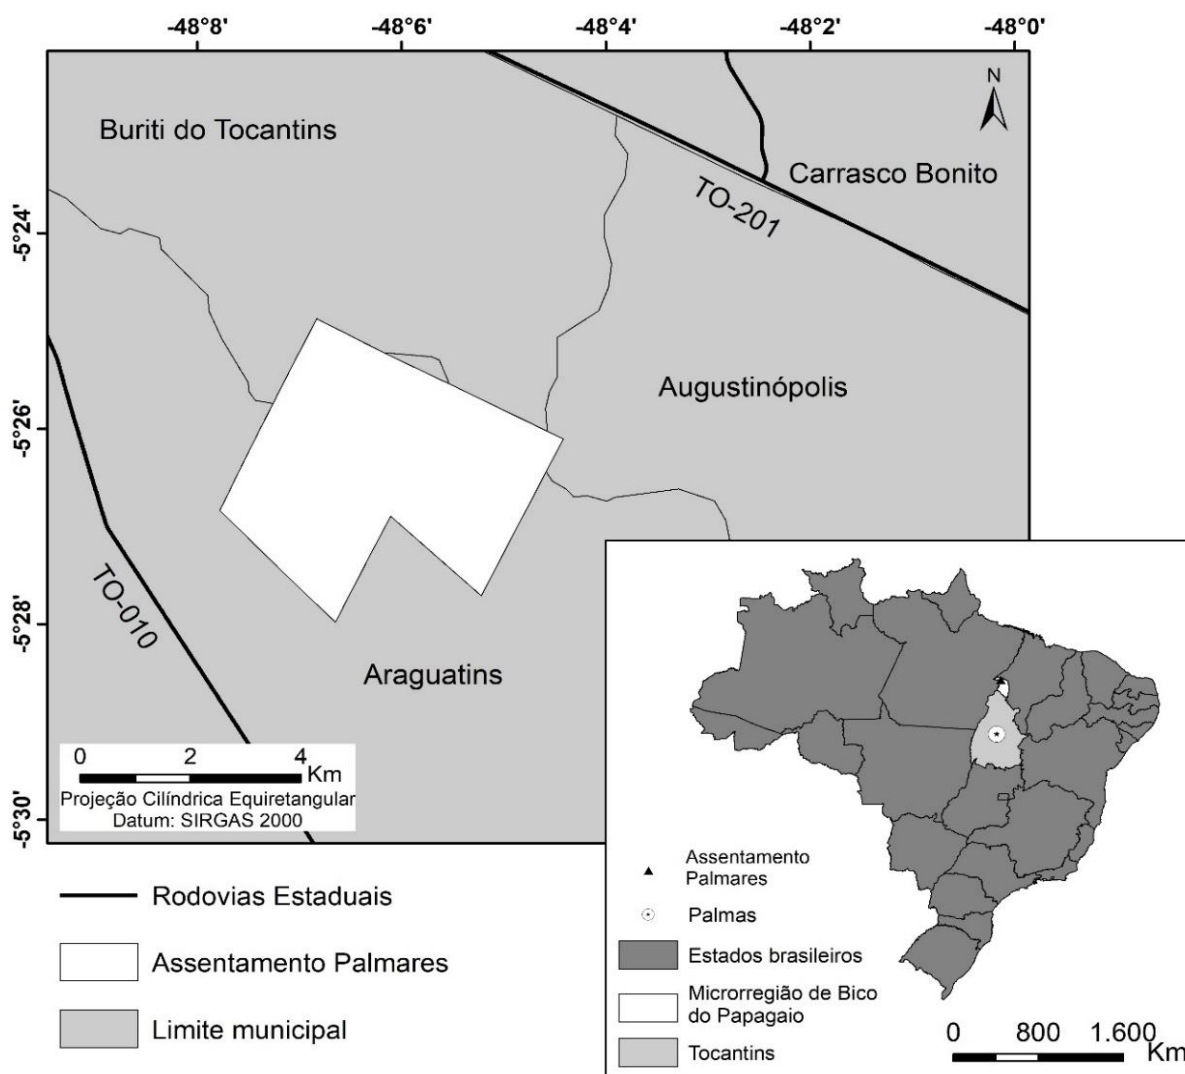 -48°8' -48°6' -48°4' -48°2' -48°0'
N
Buriti do Tocantins
Carrasco Bonito
TO-201
-5°24'
Augustinópolis
-5°26'
TO-010
-5°28'
Araguatins
0 2 4
Km
Projeção Cilíndrica Equiretangular
Datum: SIRGAS 2000
-5°30'
Rodovias Estaduais
Assentamento Palmares
Limite municipal
Assentamento
Palmares
Palmas
Estados brasileiros
Microrregião de Bico
do Papagaio
Tocantins
0 800 1.600
Km